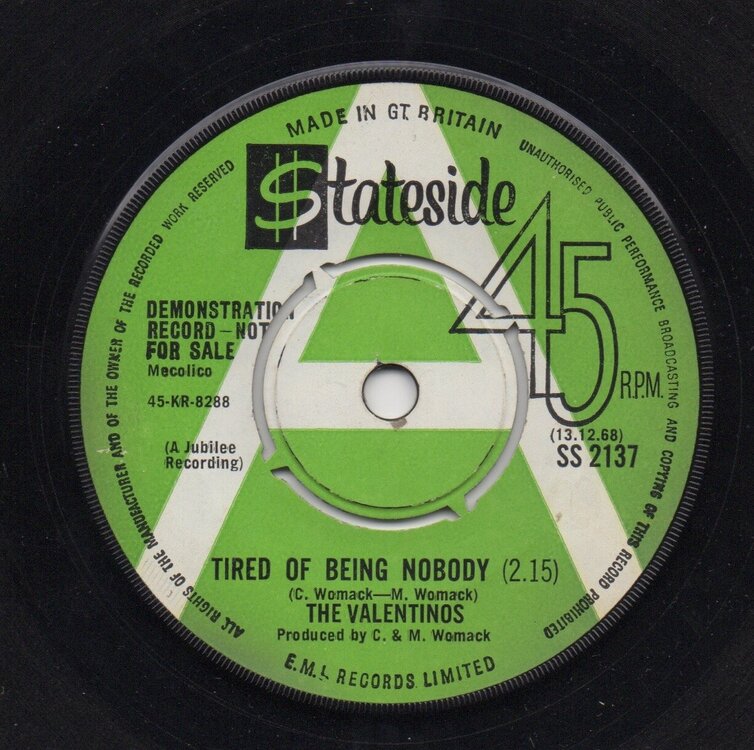 MADE IN GT. BRITAIN
$tateside
45
R.P.M.
DEMONSTRATION
RECORD — NOT
FOR SALE
Mecolico
45-KR-8288
(A Jubilee
Recording)
(13.12.68)
SS 2137
TIRED OF BEING NOBODY (2.15)
(C. Womack—M. Womack)
THE VALENTINOS
Produced by C. & M. Womack
E.M.I. RECORDS LIMITED
ALL RIGHTS OF THE MANUFACTURER AND OF THE OWNER OF THE RECORDED WORK RESERVED
UNAUTHORISED PUBLIC PERFORMANCE BROADCASTING AND COPYING OF THIS RECORD PROHIBITED
A